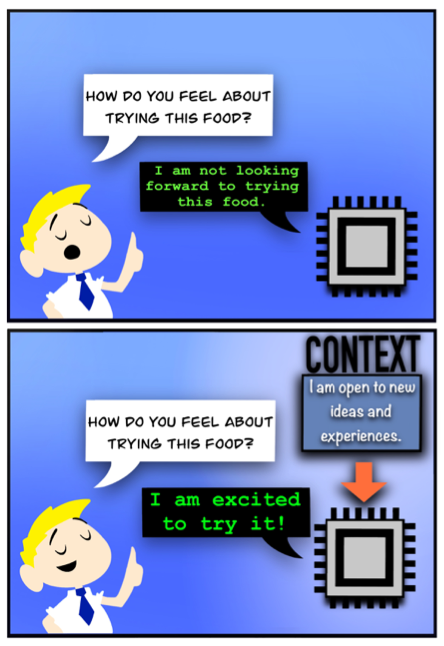 HOW DO YOU FEEL ABOUT
TRYING THIS FOOD?
I am not looking
forward to trying
this food.
CONTEXT
I am open to new
ideas and
experiences.
HOW DO YOU FEEL ABOUT
TRYING THIS FOOD?
I am excited
to try it!